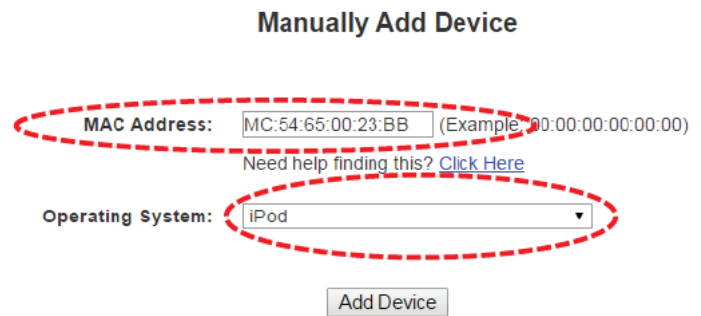 Manually Add Device
MAC Address: MC:54:65:00:23:BB (Example: 00:00:00:00:00:00)
Need help finding this? Click Here
Operating System: iPod
Add Device